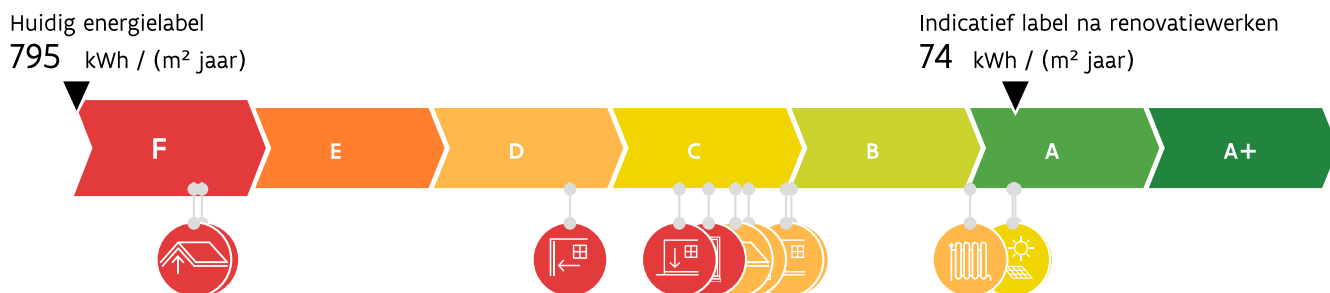 Huidig energielabel
795 kWh / (m² jaar)
Indicatief label na renovatiewerken
74 kWh / (m² jaar)
F E D C B A A+